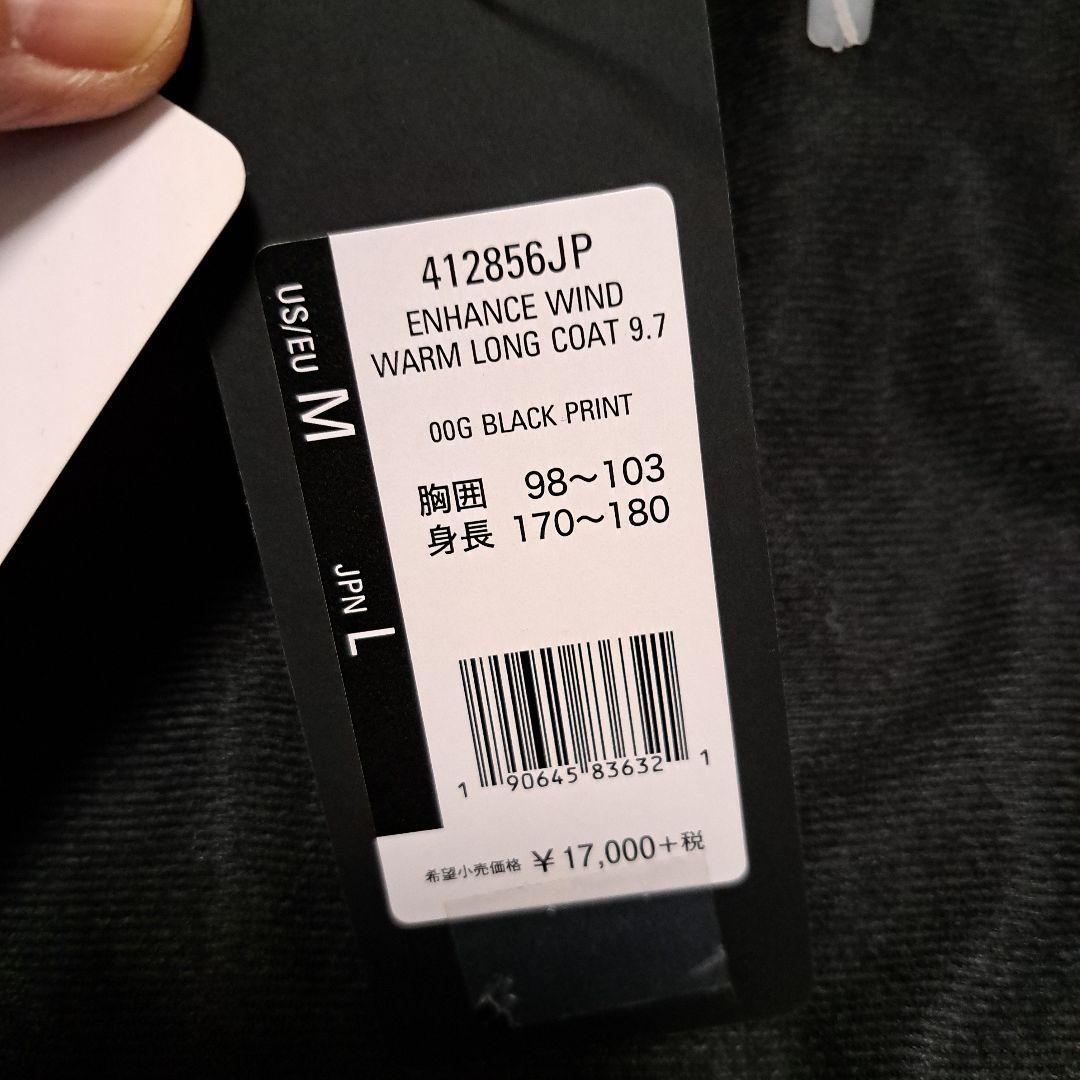 412856JP
ENHANCE WIND
WARM LONG COAT 9.7
00G BLACK PRINT
胸囲 98～103
身長 170～180
US/EU M
JPN L
1 90645 83632 1
希望小売価格 ¥17,000+税